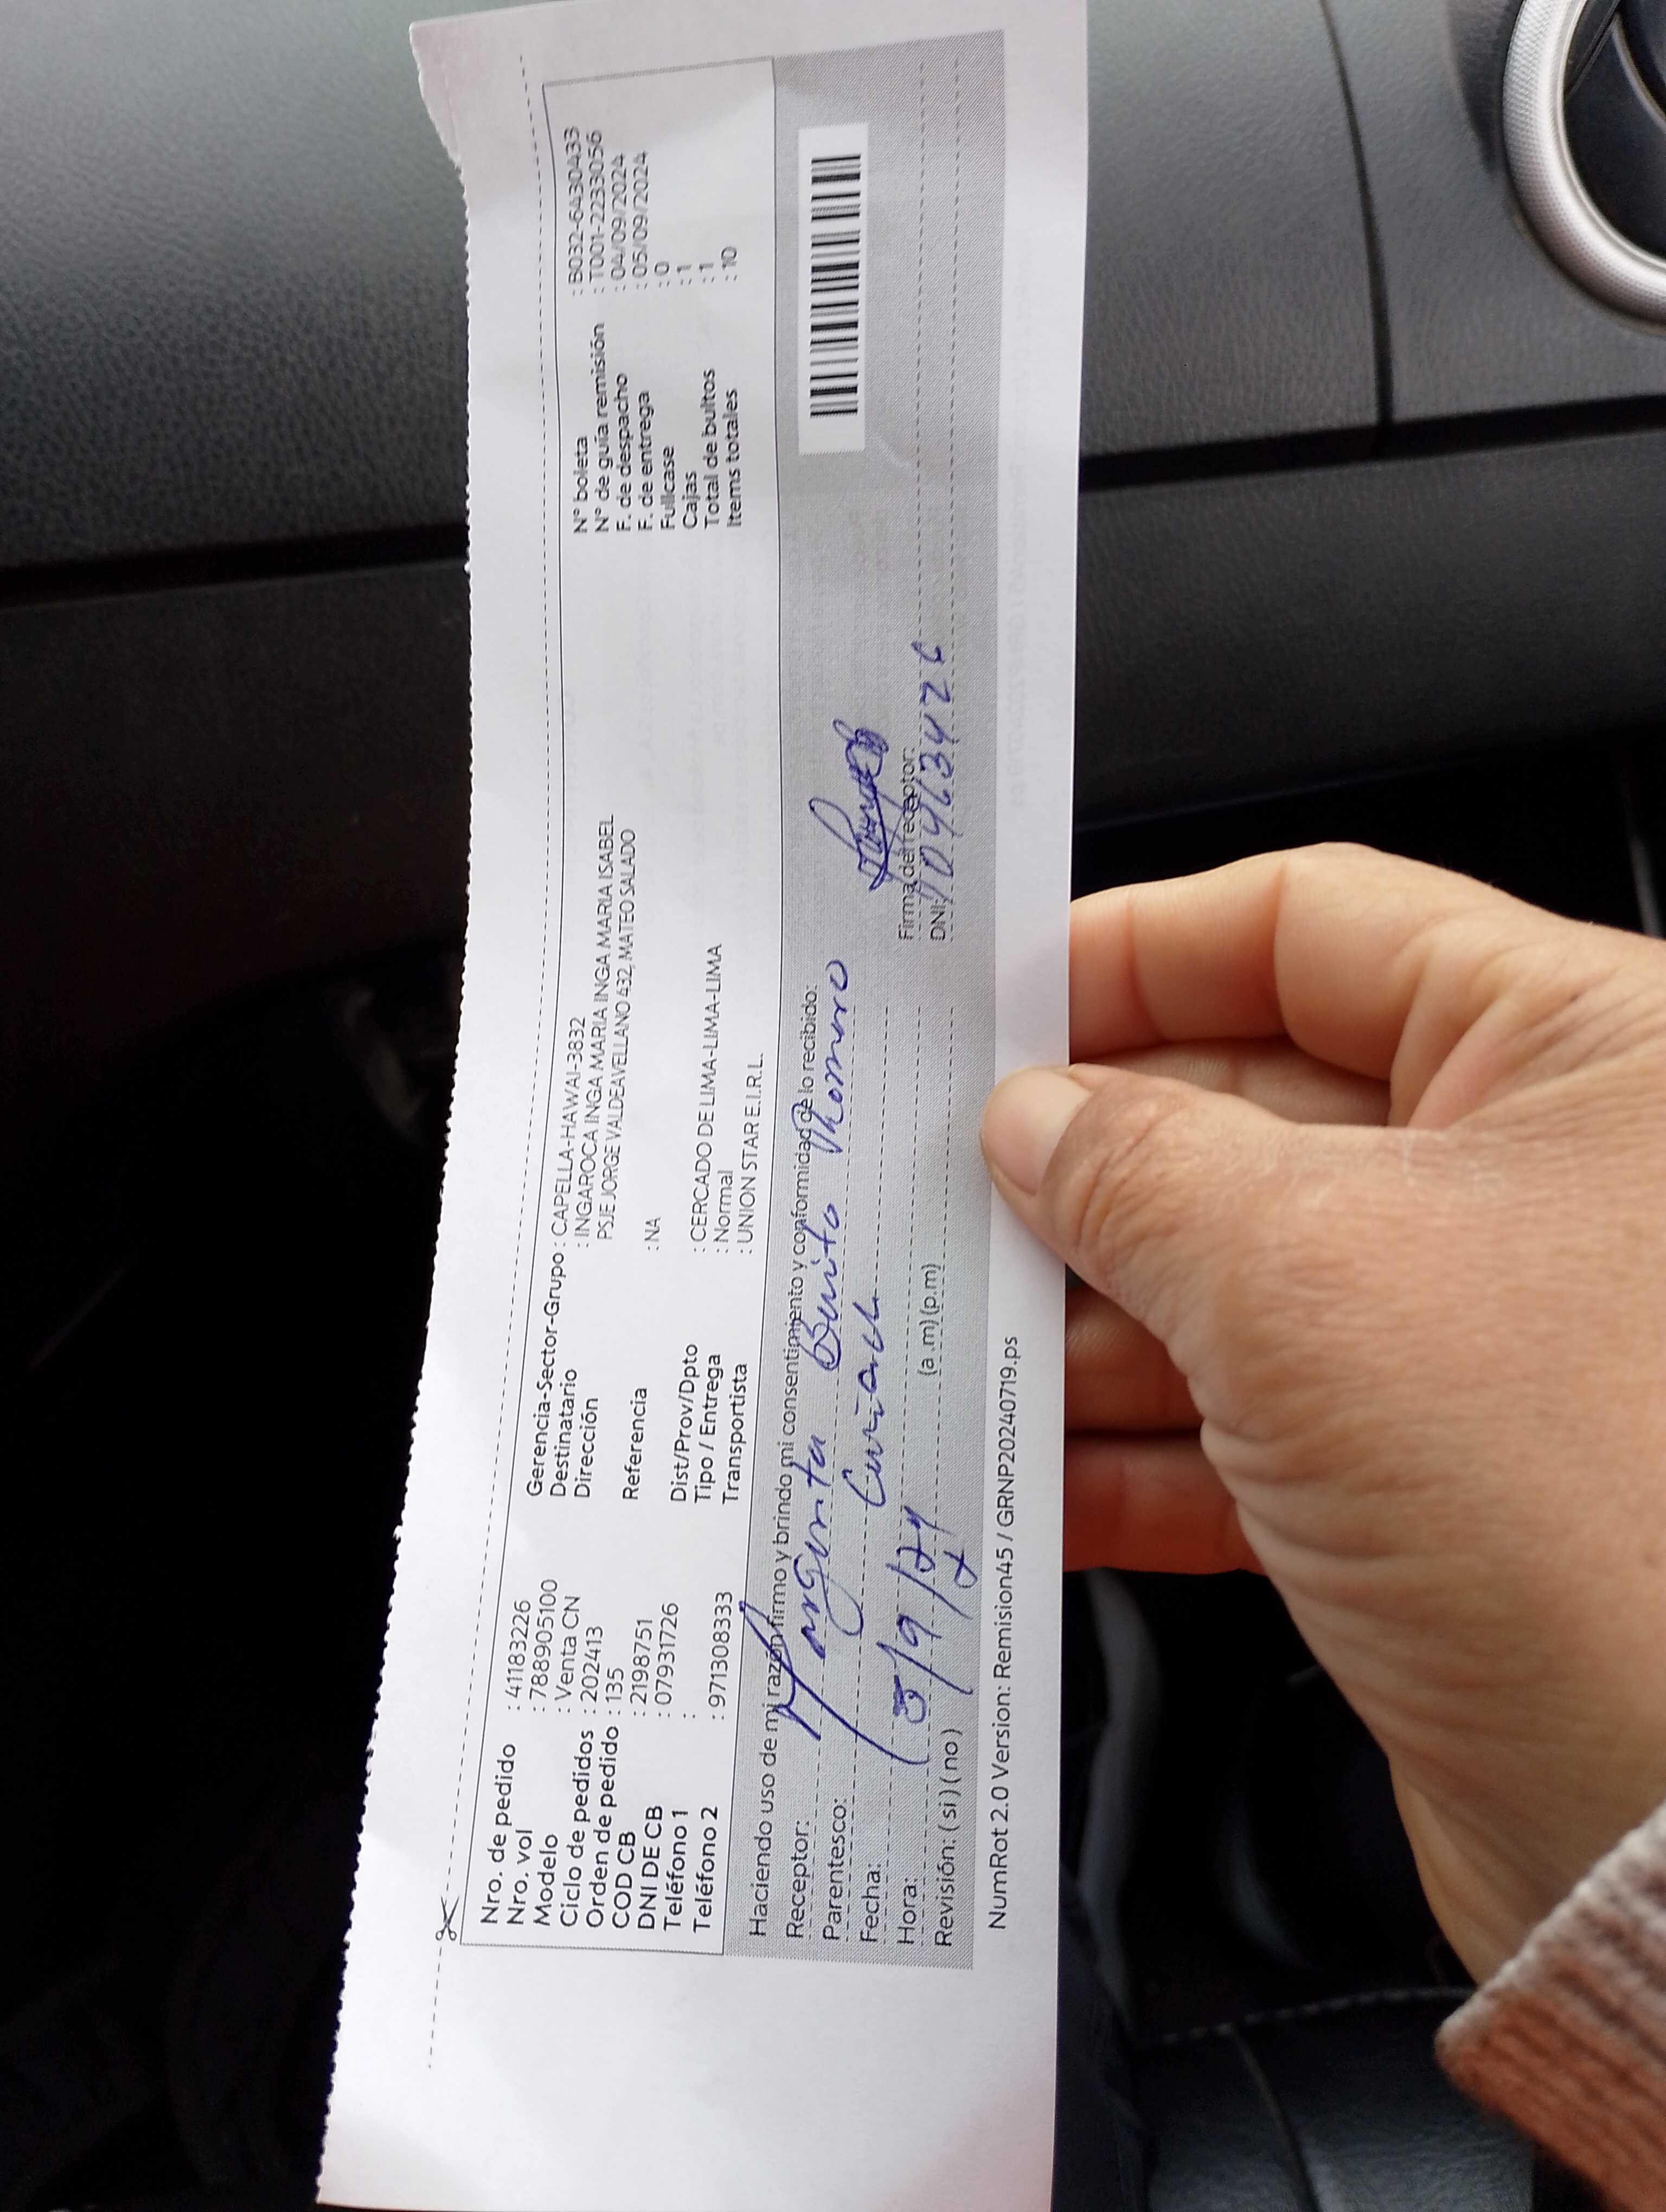 Nro. de pedido : 41183226
Nro. vol : 788905100
Modelo : Venta CN
Ciclo de pedidos : 202413
Orden de pedido : 135
COD CB : 2198751
DNI DE CB : 07931726
Teléfono 1 :
Teléfono 2 : 971308333
Gerencia-Sector-Grupo : CAPELLA-HAWAI-3832
Destinatario : INGAROCA INGA MARIA INGA MARIA ISABEL
Dirección PSJE JORGE VALDEAVELLANO 432, MATEO SALADO
Referencia : NA
Dist/Prov/Dpto : CERCADO DE LIMA-LIMA-LIMA
Tipo / Entrega : Normal
Transportista : UNION STAR E.I.R.L.
N° boleta : B032-6430433
N° de guía remisión : T001-2233056
F. de despacho : 04/09/2024
F. de entrega : 05/09/2024
Fullcase : 0
Cajas : 1
Total de bultos : 1
Items totales : 10
Haciendo uso de mi razón firmo y brindo mi consentimiento y conformidad de lo recibido:
Receptor: Margarita Benito
Parentesco:
Fecha: 5/9/24
Hora: (a.m) (p.m)
Revisión: ( si ) ( no )
Firma del receptor:
DNI:
NumRot 2.0 Version: Remision45 / GRNP20240719.ps